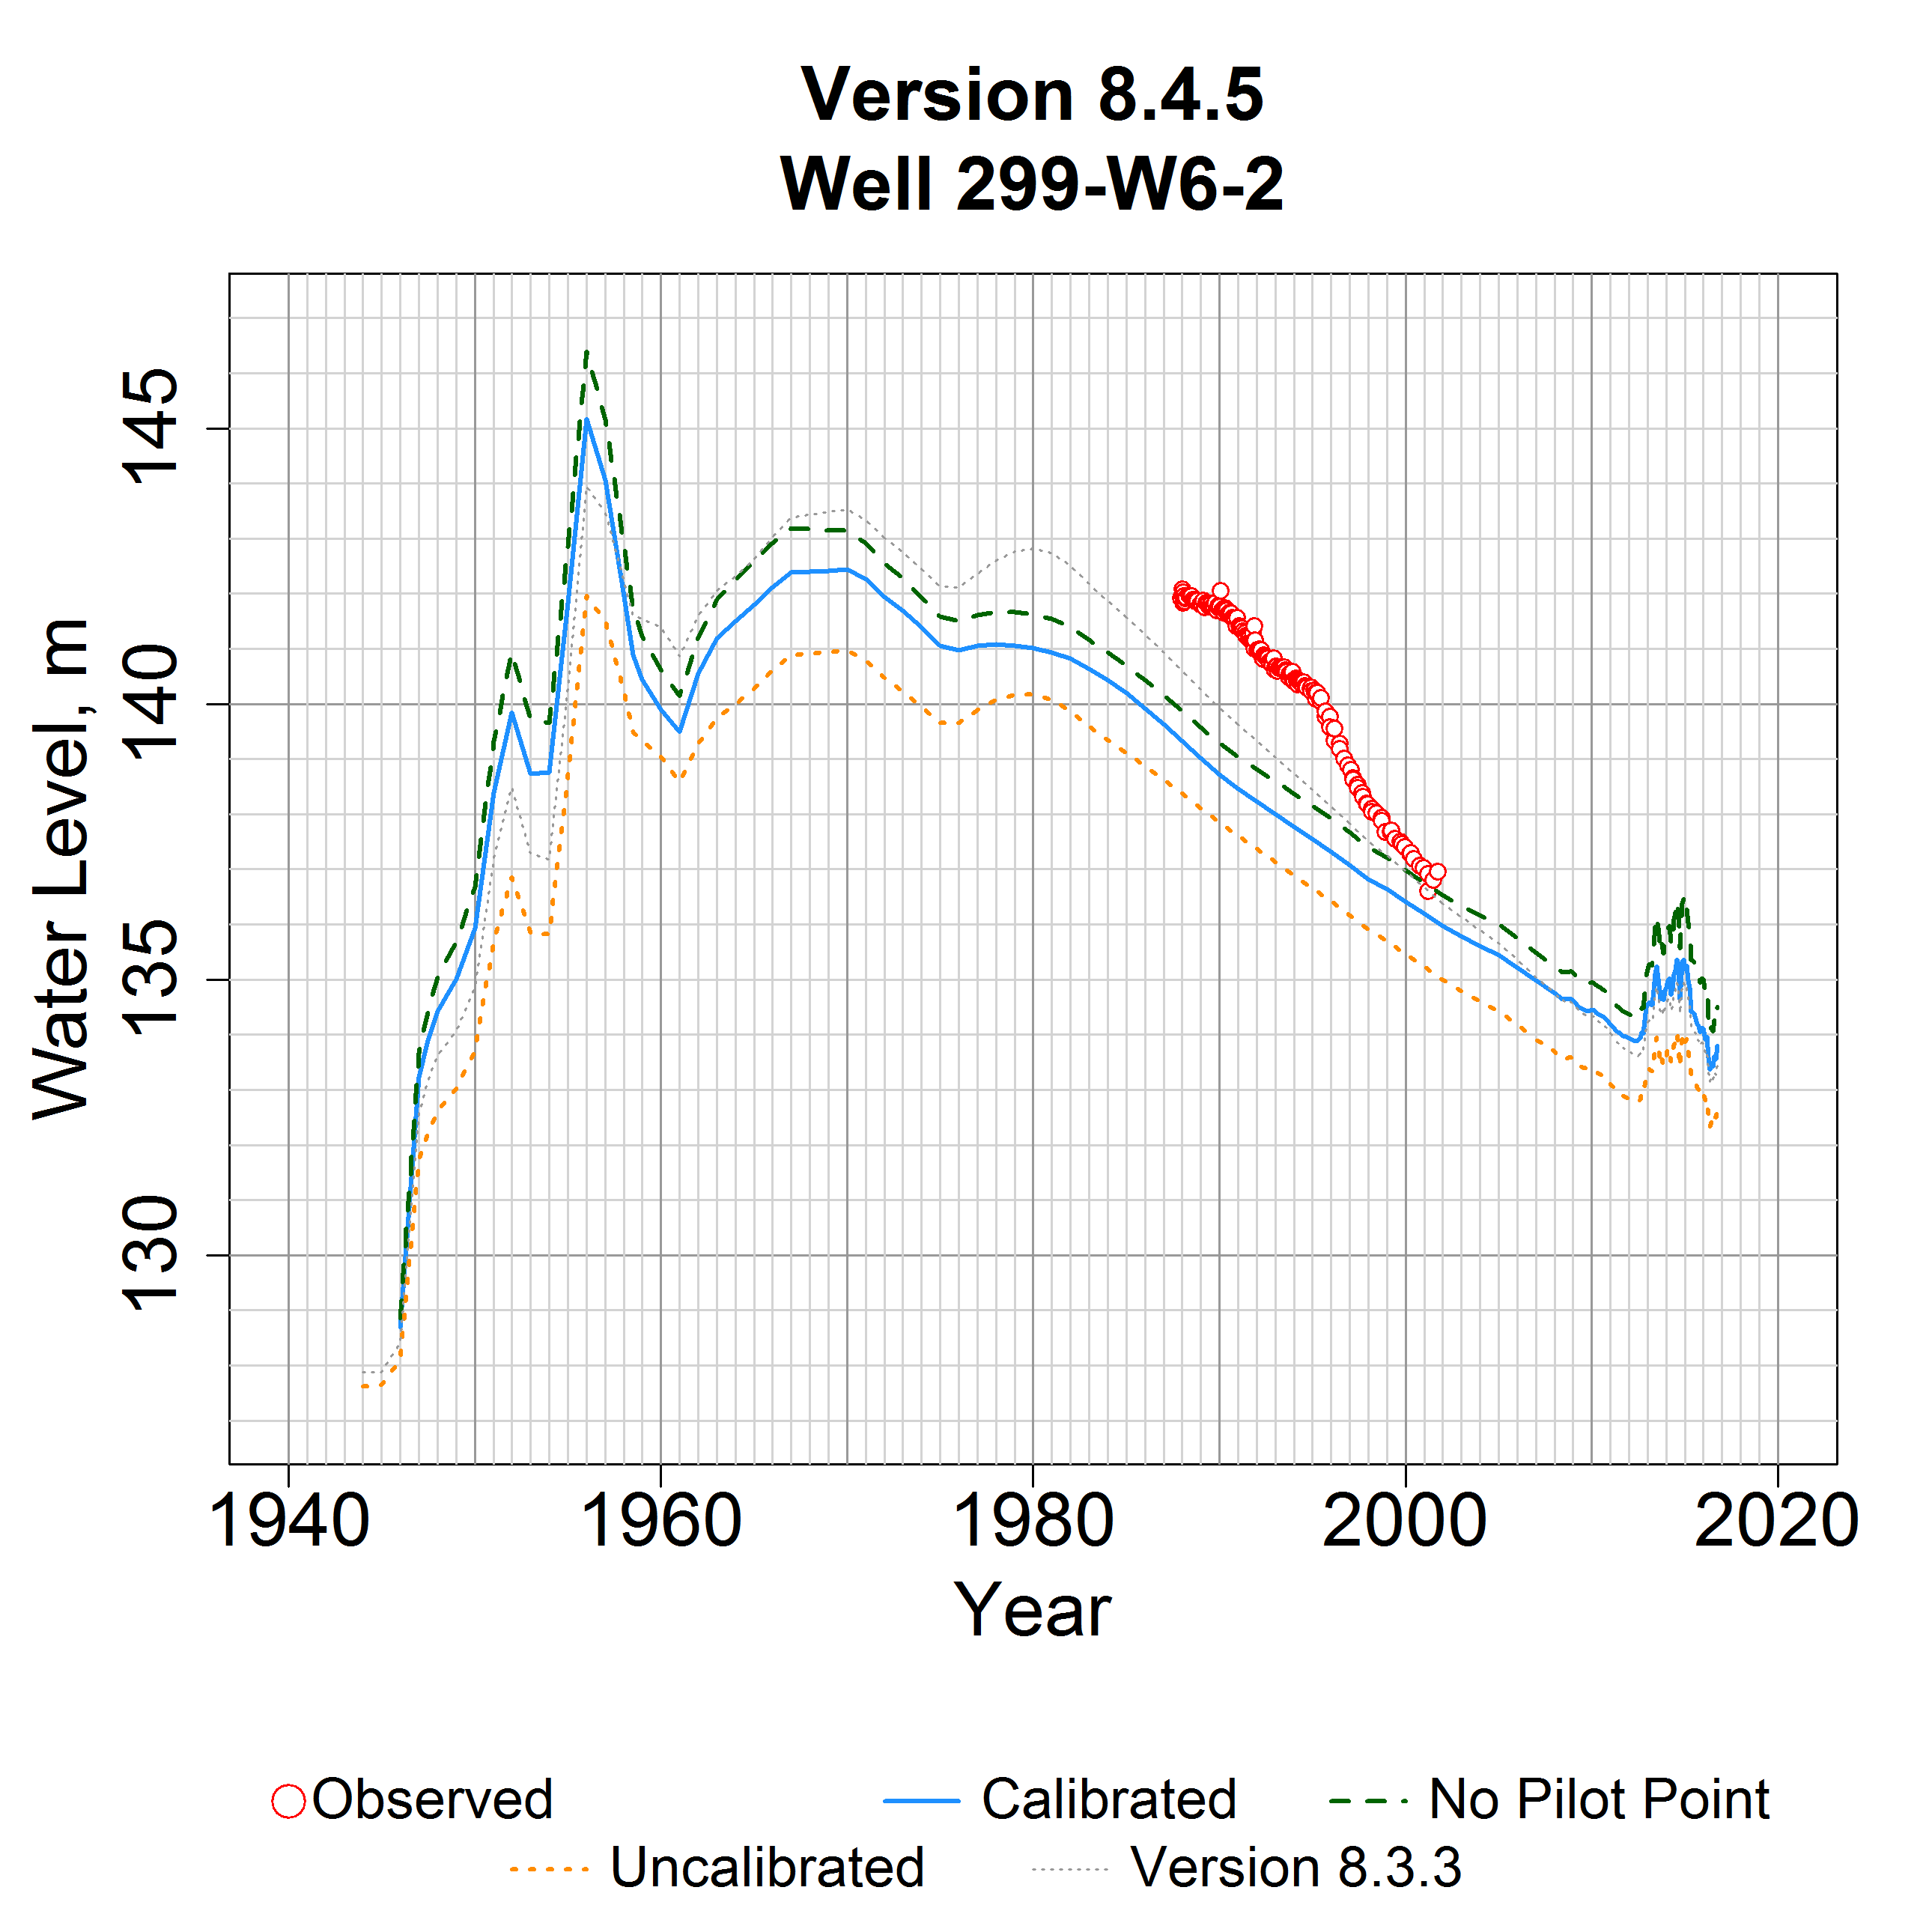 Version 8.4.5
Well 299-W6-2
Water Level, m
145
140
135
130
1940 1960 1980 2000 2020
Year
Observed Calibrated No Pilot Point
Uncalibrated Version 8.3.3